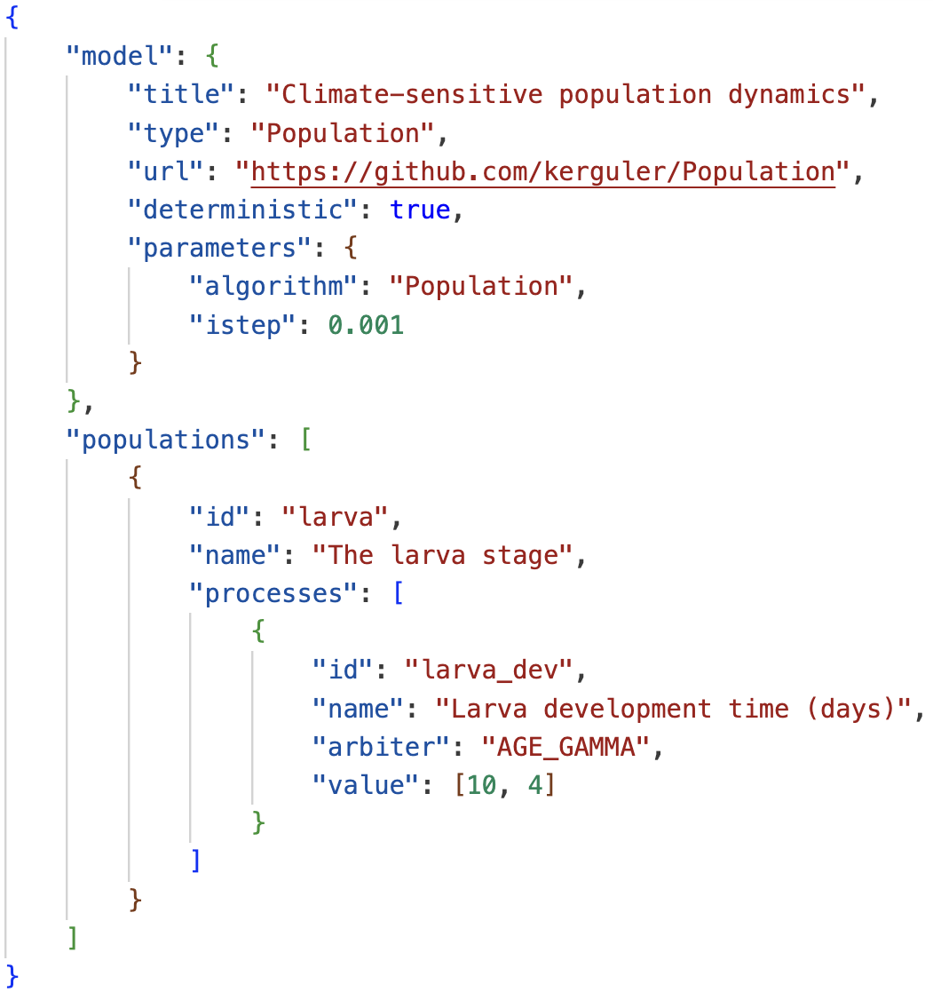 {
    "model": {
        "title": "Climate-sensitive population dynamics",
        "type": "Population",
        "url": "https://github.com/kerguler/Population",
        "deterministic": true,
        "parameters": {
            "algorithm": "Population",
            "istep": 0.001
        }
    },
    "populations": [
        {
            "id": "larva",
            "name": "The larva stage",
            "processes": [
                {
                    "id": "larva_dev",
                    "name": "Larva development time (days)",
                    "arbiter": "AGE_GAMMA",
                    "value": [10, 4]
                }
            ]
        }
    ]
}